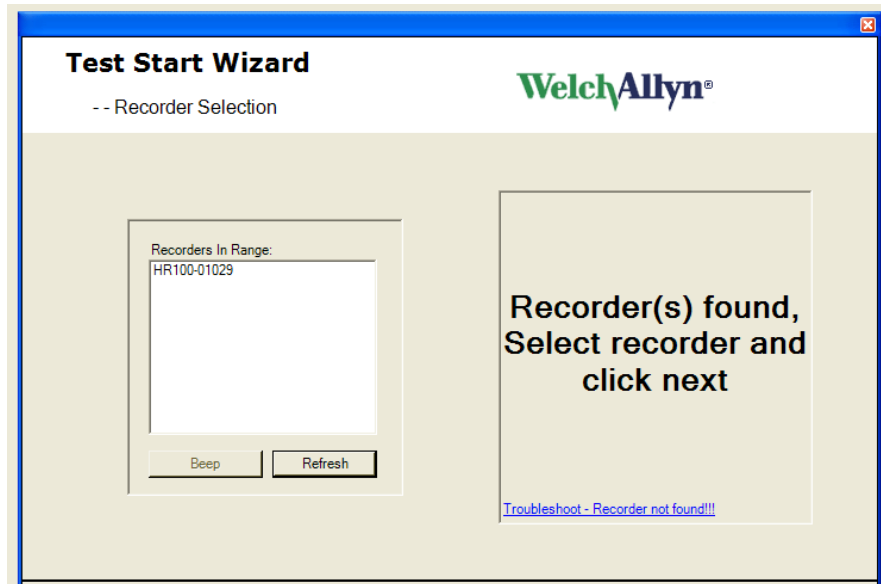 Test Start Wizard
WelchAllyn®
- - Recorder Selection
Recorders In Range:
HR100-01029
Beep
Refresh
Recorder(s) found,
Select recorder and
click next
Troubleshoot - Recorder not found!!!